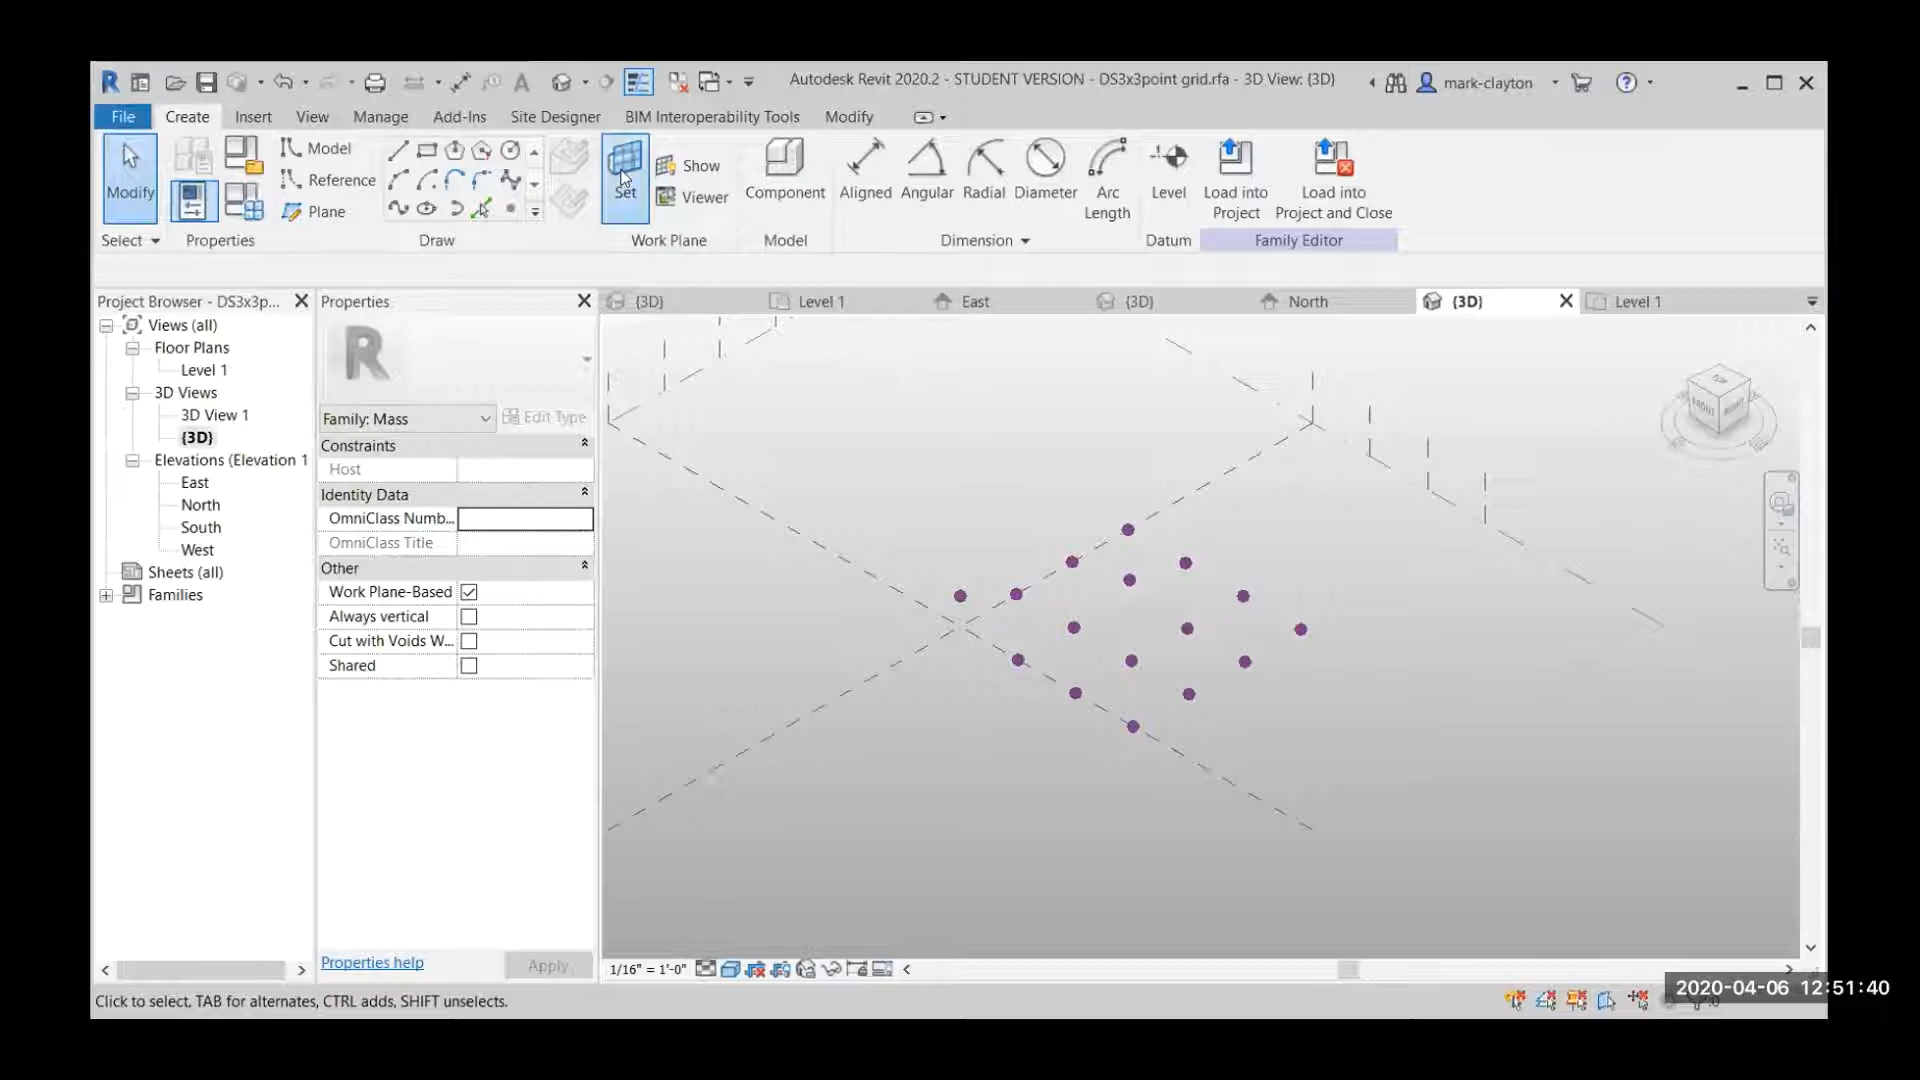 Autodesk Revit 2020.2 - STUDENT VERSION - DS3x3point grid.rfa - 3D View: {3D}
mark-clayton
File Create Insert View Manage Add-Ins Site Designer BIM Interoperability Tools Modify
Modify
Model
Reference
Plane
Set
Show
Viewer
Component
Aligned
Angular
Radial
Diameter
Arc
Length
Level
Load into
Project
Load into
Project and Close
Select Properties Draw Work Plane Model Dimension Datum Family Editor
Project Browser - DS3x3p...
Views (all)
Floor Plans
Level 1
3D Views
3D View 1
{3D}
Elevations (Elevation 1
East
North
South
West
Sheets (all)
Families
Properties
R
Family: Mass
Edit Type
Constraints
Host
Identity Data
OmniClass Numb...
OmniClass Title
Other
Work Plane-Based
Always vertical
Cut with Voids W...
Shared
Properties help
Apply
{3D} Level 1 East {3D} North {3D} Level 1
FRONT
RIGHT
1/16" = 1'-0"
Click to select, TAB for alternates, CTRL adds, SHIFT unselects.
2020-04-06 12:51:40